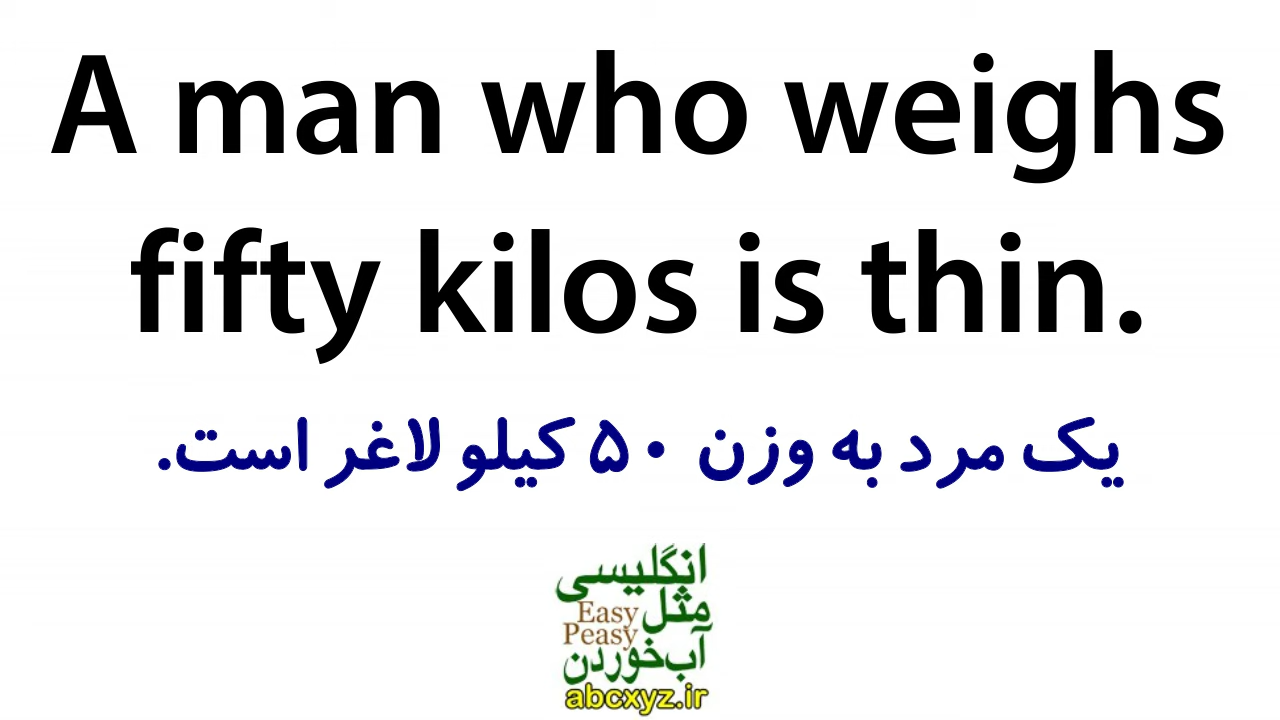 A man who weighs
fifty kilos is thin.
یک مرد به وزن ۵۰ کیلو لاغر است.
انگلیسی
مثل Easy
Peasy
آب‌خوردن
abcxyz.ir